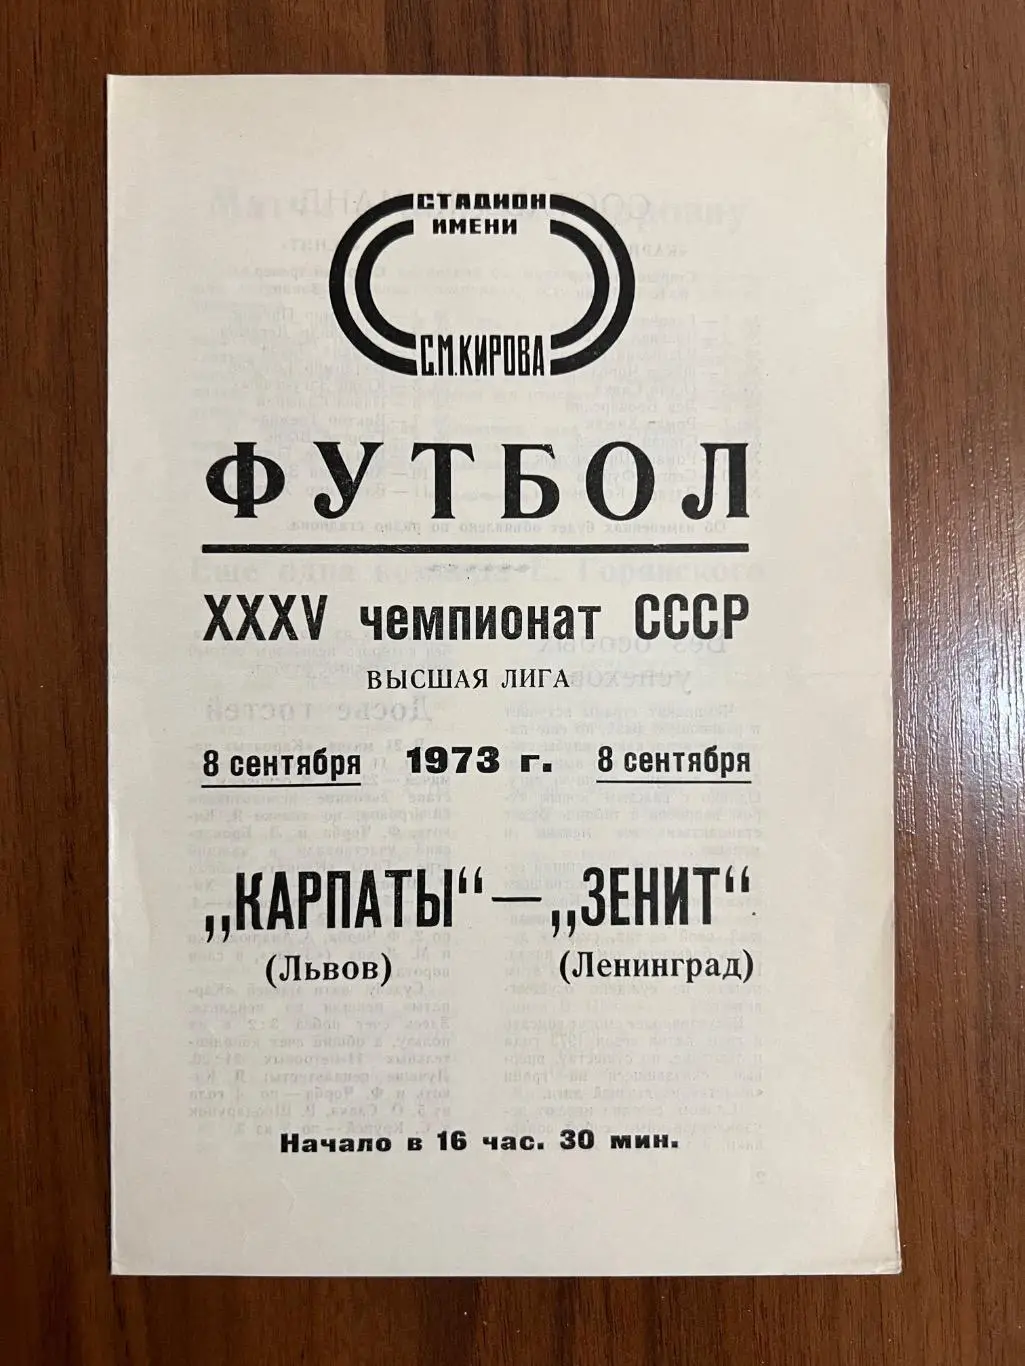 СТАДИОН
ИМЕНИ
С.М.КИРОВА
ФУТБОЛ
XXXV чемпионат СССР
ВЫСШАЯ ЛИГА
8 сентября 1973 г. 8 сентября
„КАРПАТЫ“ — „ЗЕНИТ“
(Львов) (Ленинград)
Начало в 16 час. 30 мин.